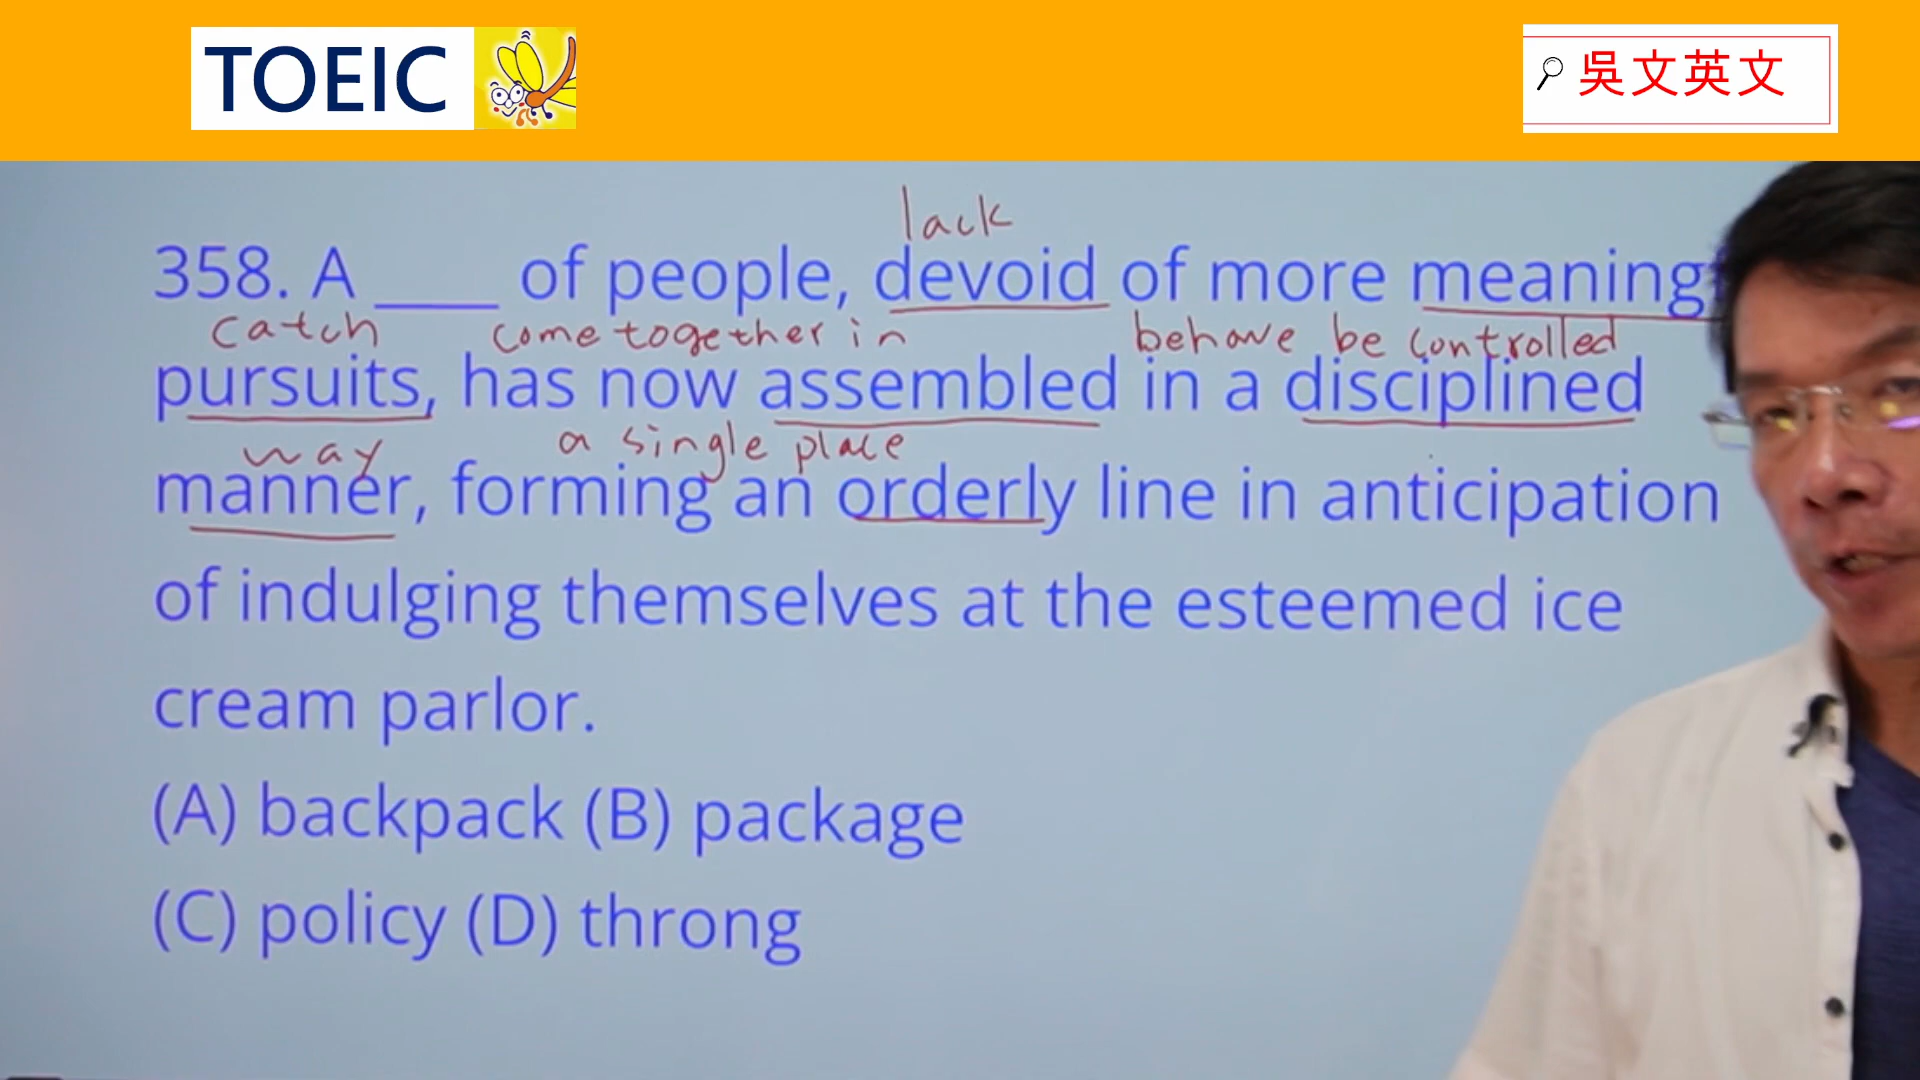 TOEIC
吳文英文
lack
358. A ____ of people, devoid of more meaning
catch come together in behave be controlled
pursuits, has now assembled in a disciplined
way a single place
manner, forming an orderly line in anticipation
of indulging themselves at the esteemed ice
cream parlor.
(A) backpack (B) package
(C) policy (D) throng